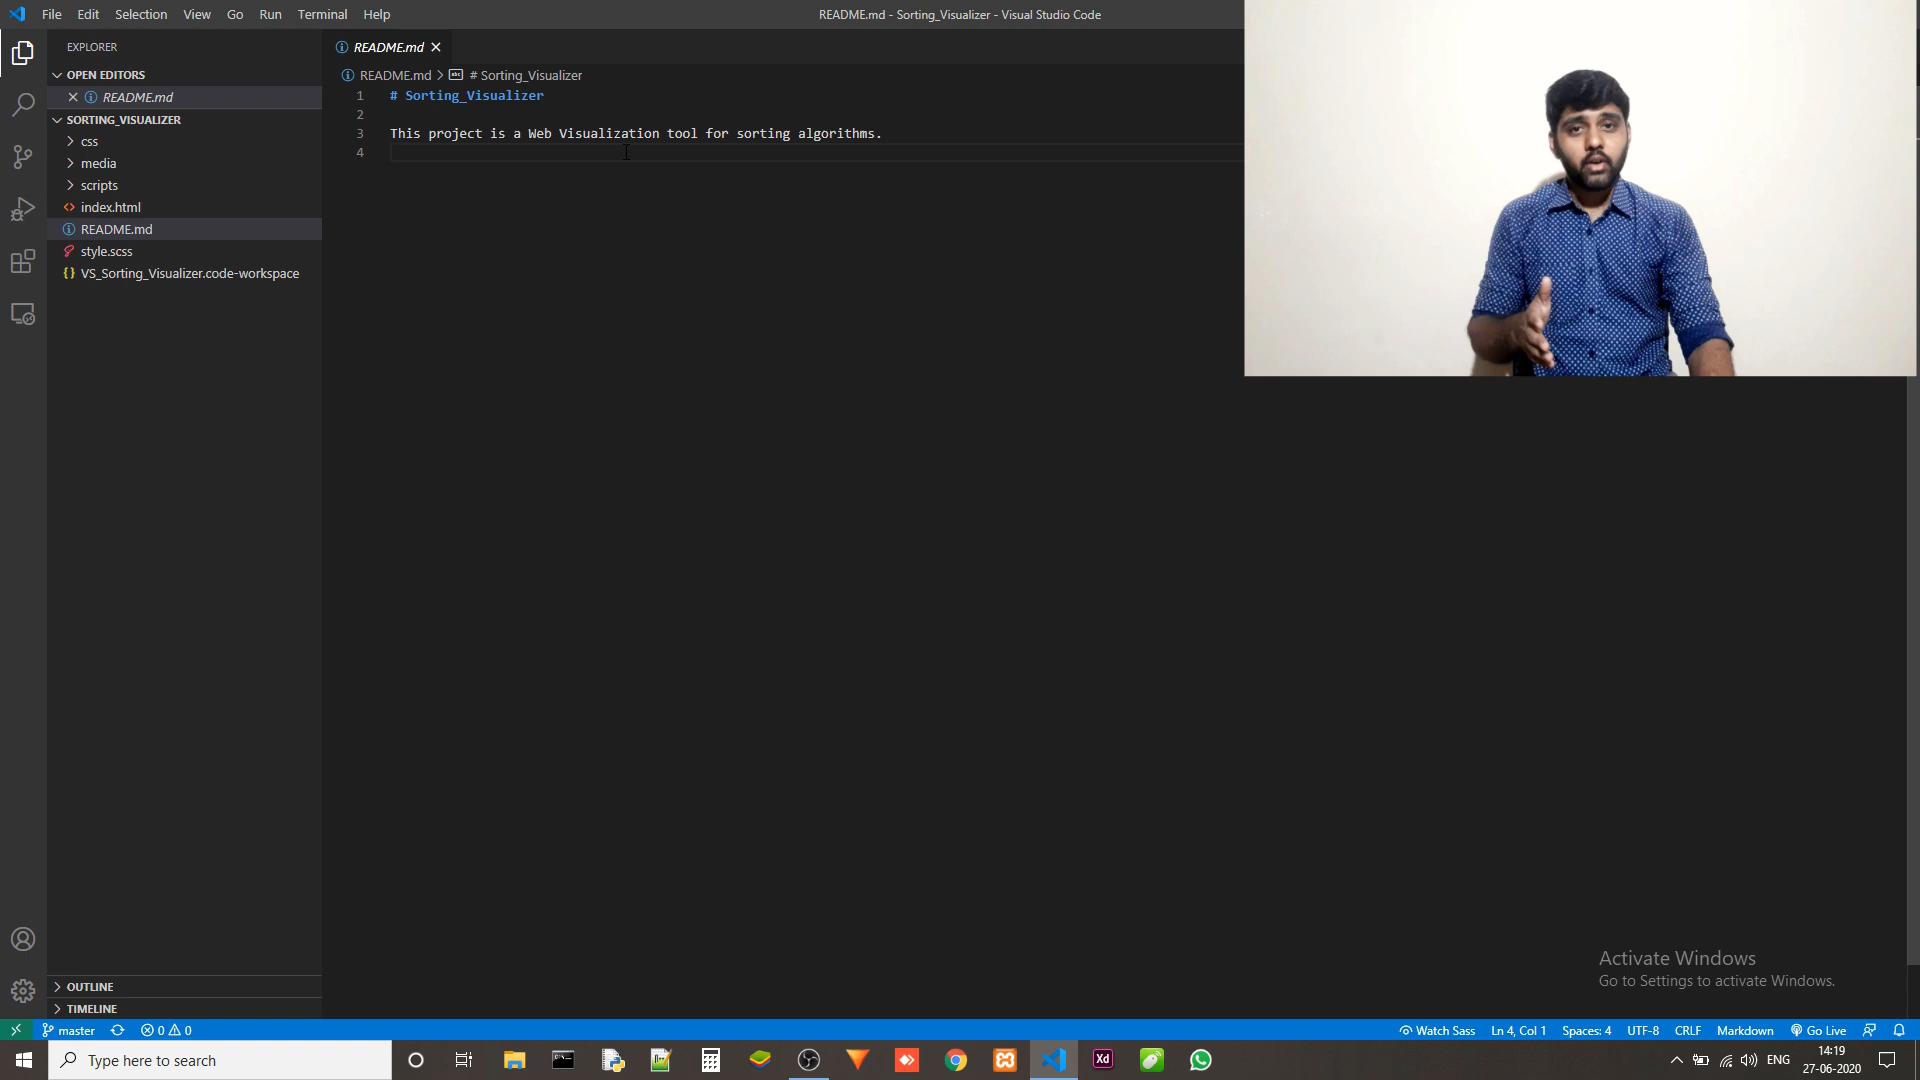 File Edit Selection View Go Run Terminal Help
README.md - Sorting_Visualizer - Visual Studio Code
EXPLORER
OPEN EDITORS
README.md
SORTING_VISUALIZER
css
media
scripts
index.html
README.md
style.scss
VS_Sorting_Visualizer.code-workspace
OUTLINE
TIMELINE
README.md
README.md > # Sorting_Visualizer
1 # Sorting_Visualizer
2
3 This project is a Web Visualization tool for sorting algorithms.
4
Activate Windows
Go to Settings to activate Windows.
master 0 0 Watch Sass Ln 4, Col 1 Spaces: 4 UTF-8 CRLF Markdown Go Live
Type here to search
Xd
ENG
14:19
27-06-2020